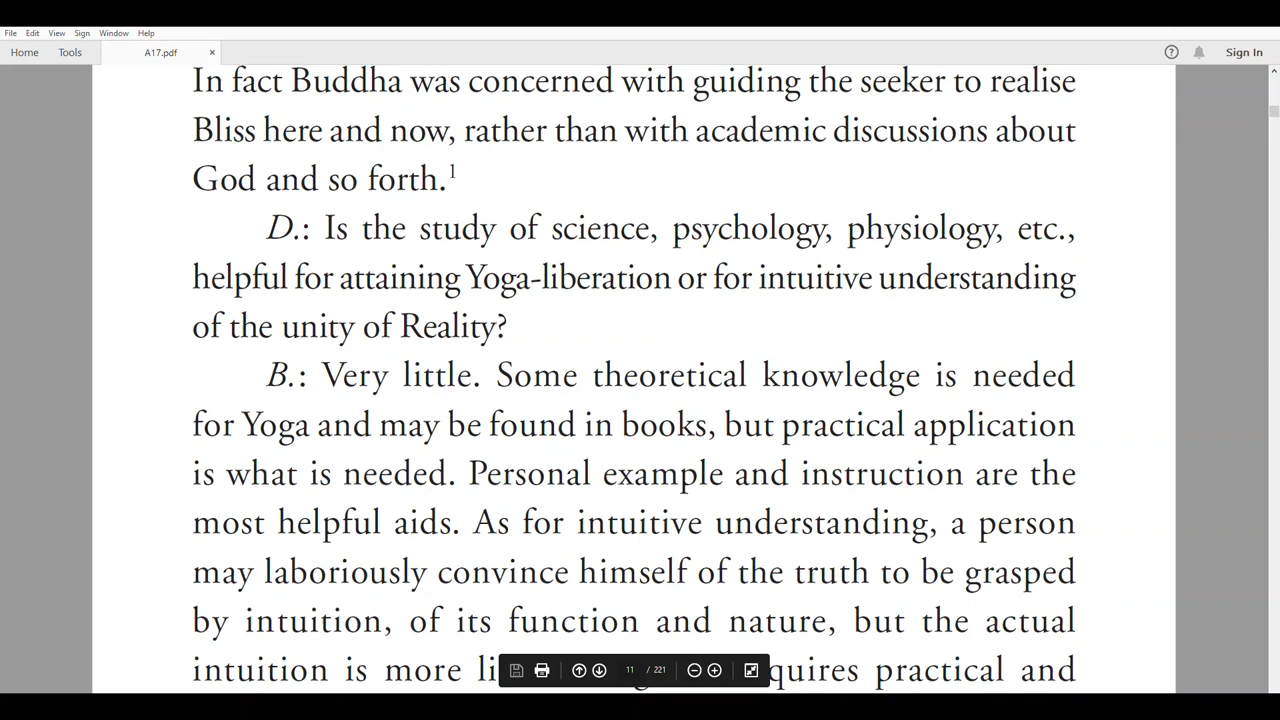 File Edit View Sign Window Help
Home Tools A17.pdf × ? Sign In
In fact Buddha was concerned with guiding the seeker to realise
Bliss here and now, rather than with academic discussions about
God and so forth.1
D.: Is the study of science, psychology, physiology, etc.,
helpful for attaining Yoga-liberation or for intuitive understanding
of the unity of Reality?
B.: Very little. Some theoretical knowledge is needed
for Yoga and may be found in books, but practical application
is what is needed. Personal example and instruction are the
most helpful aids. As for intuitive understanding, a person
may laboriously convince himself of the truth to be grasped
by intuition, of its function and nature, but the actual
intuition is more practical and
11 / 221